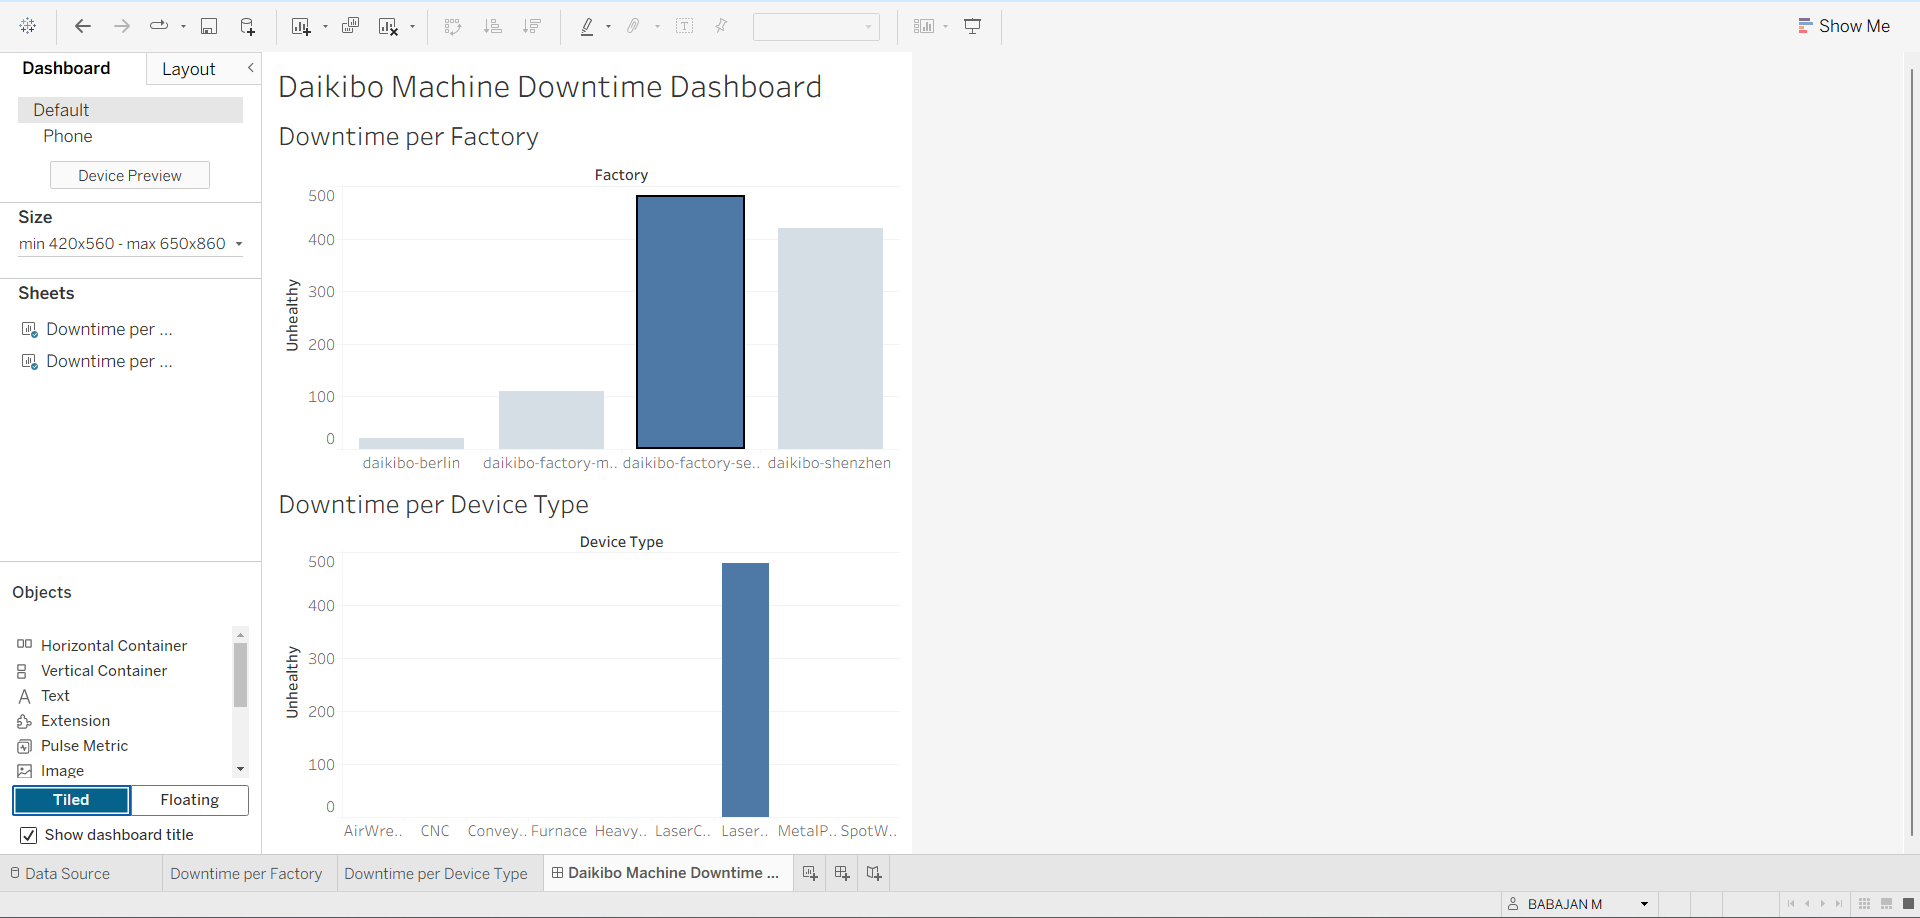 Show Me
Dashboard
Layout
Default
Phone
Device Preview
Size
min 420x560 - max 650x860
Sheets
Downtime per ...
Downtime per ...
Objects
Horizontal Container
Vertical Container
A Text
Extension
Pulse Metric
Image
Tiled
Floating
Show dashboard title
Daikibo Machine Downtime Dashboard
Downtime per Factory
Factory
Unhealthy
500
400
300
200
100
0
daikibo-berlin
daikibo-factory-m..
daikibo-factory-se..
daikibo-shenzhen
Downtime per Device Type
Device Type
Unhealthy
500
400
300
200
100
0
AirWre..
CNC
Convey..
Furnace
Heavy..
LaserC..
Laser..
MetalP..
SpotW..
Data Source
Downtime per Factory
Downtime per Device Type
Daikibo Machine Downtime ...
BABAJAN M